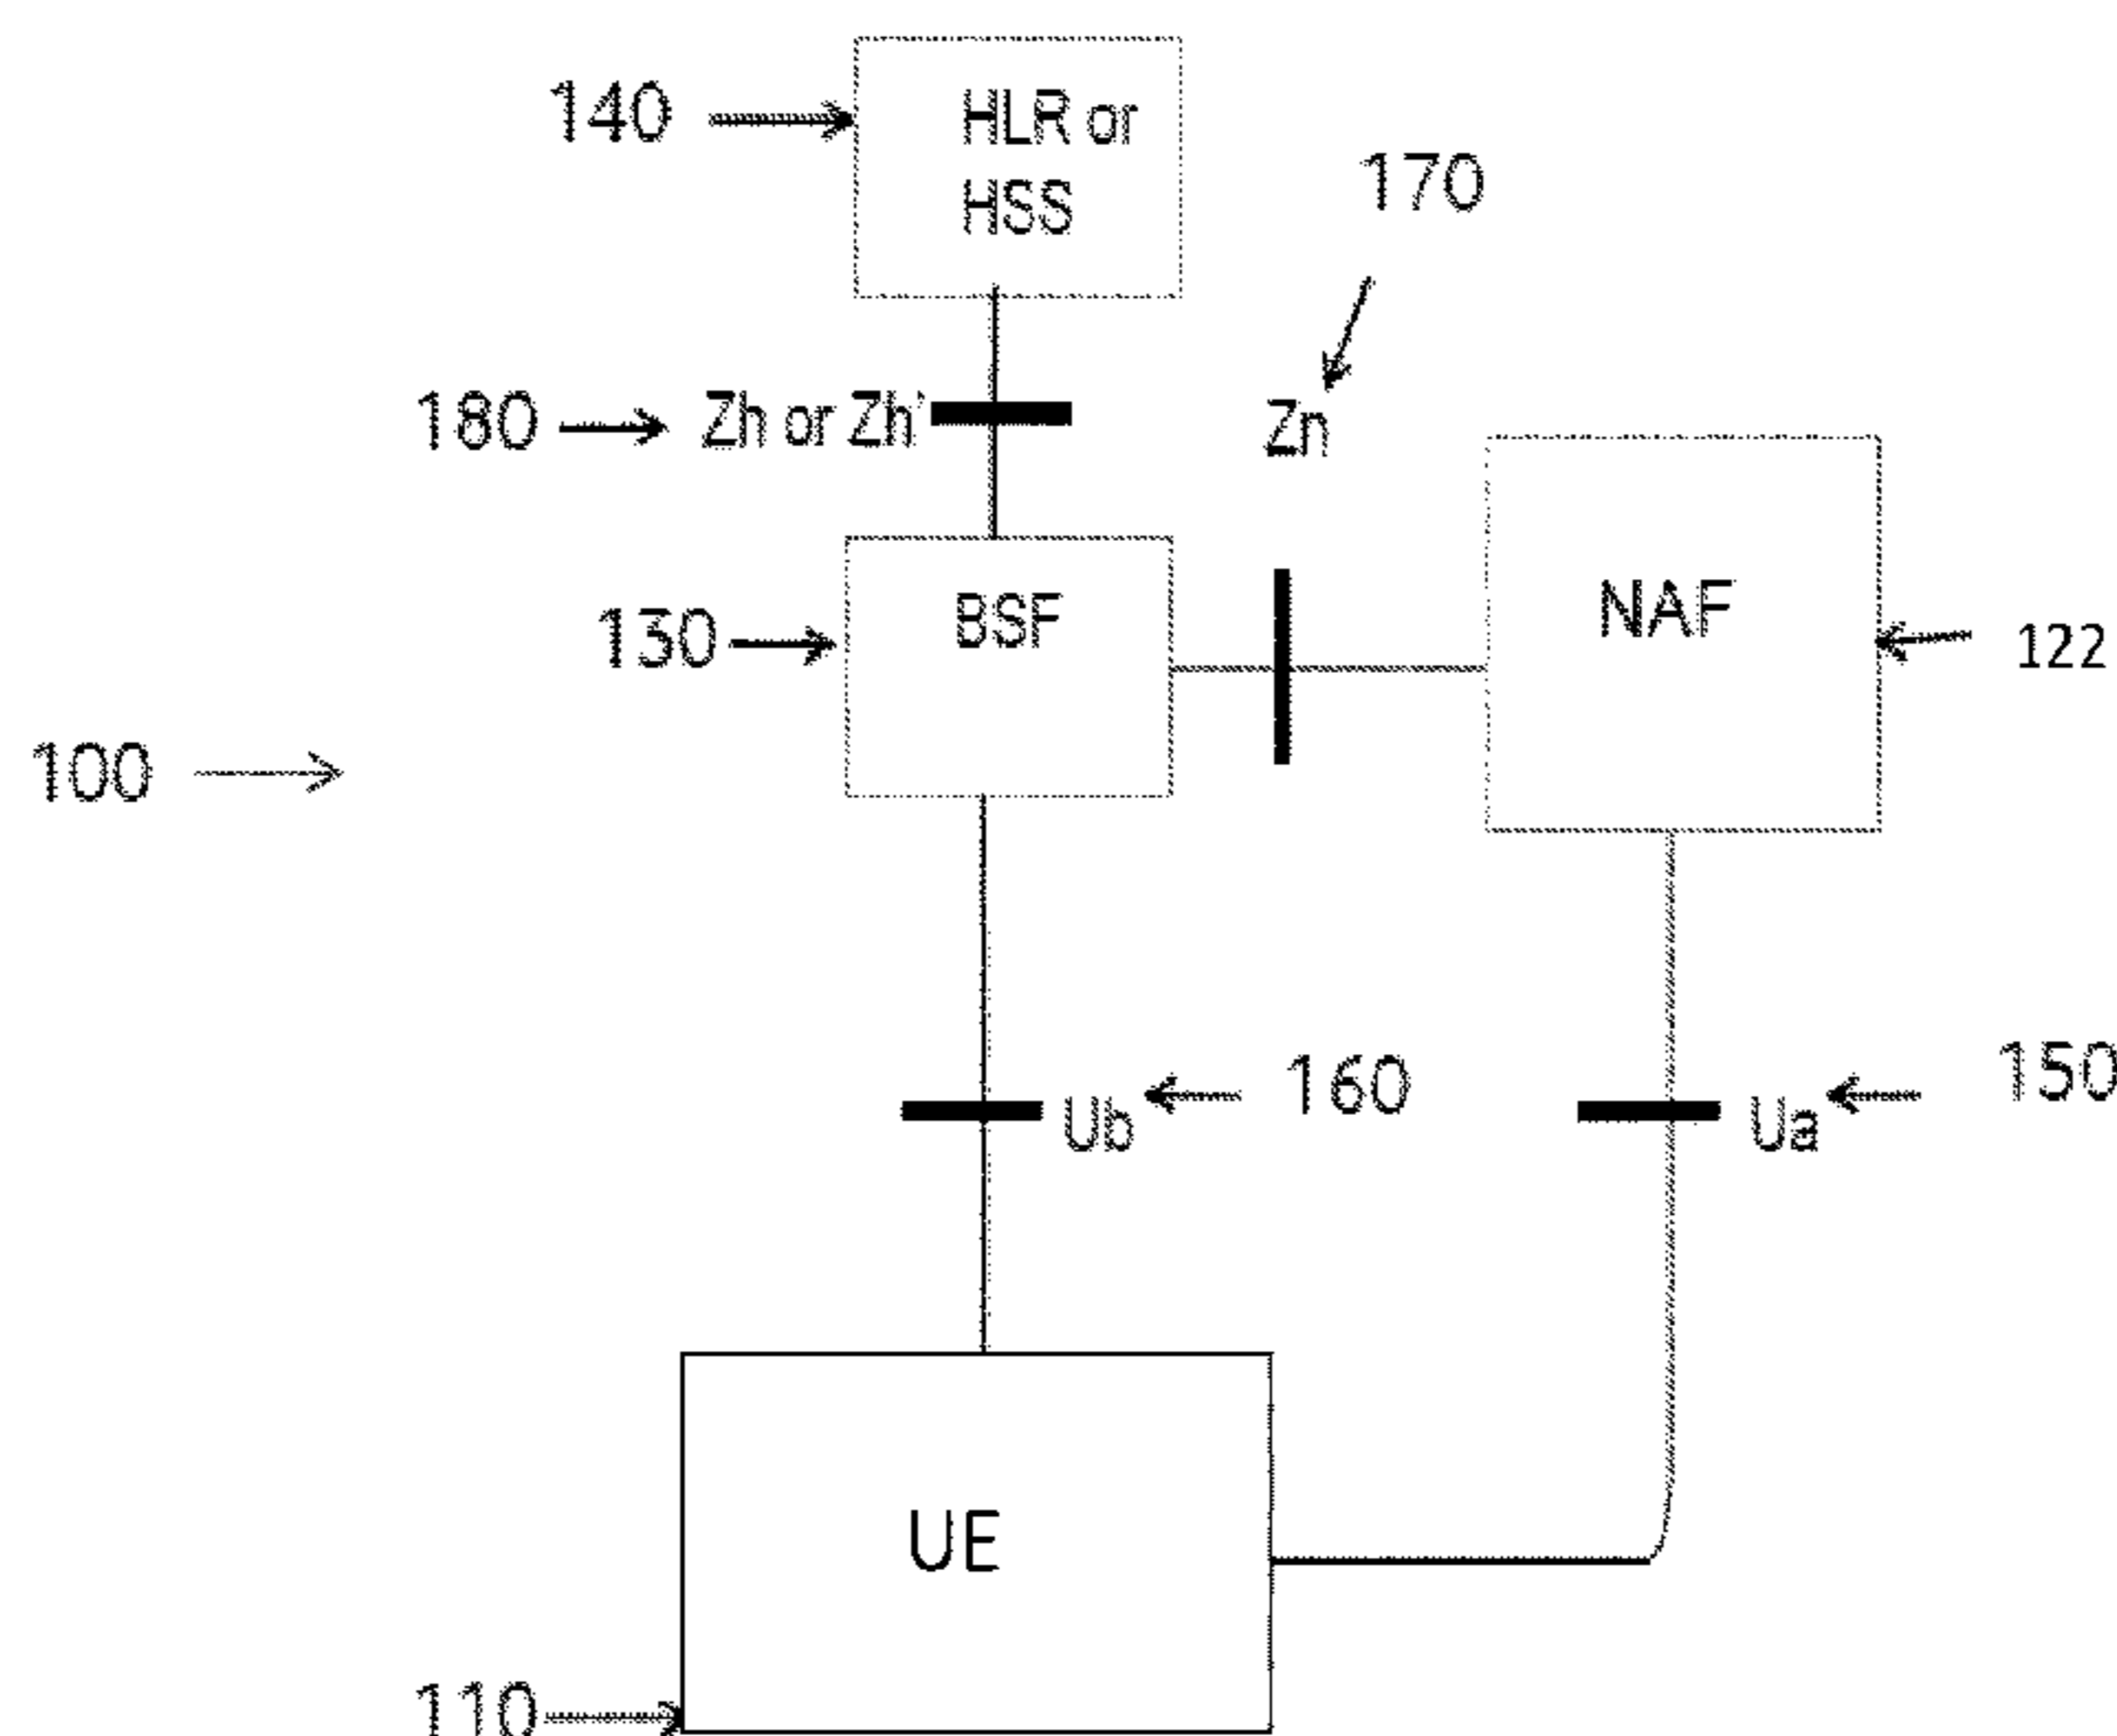 140
HLR or
HSS
170
180
Zh or Zh'
Zn
130
BSF
NAF
122
100
160
150
Ub
Ua
UE
110